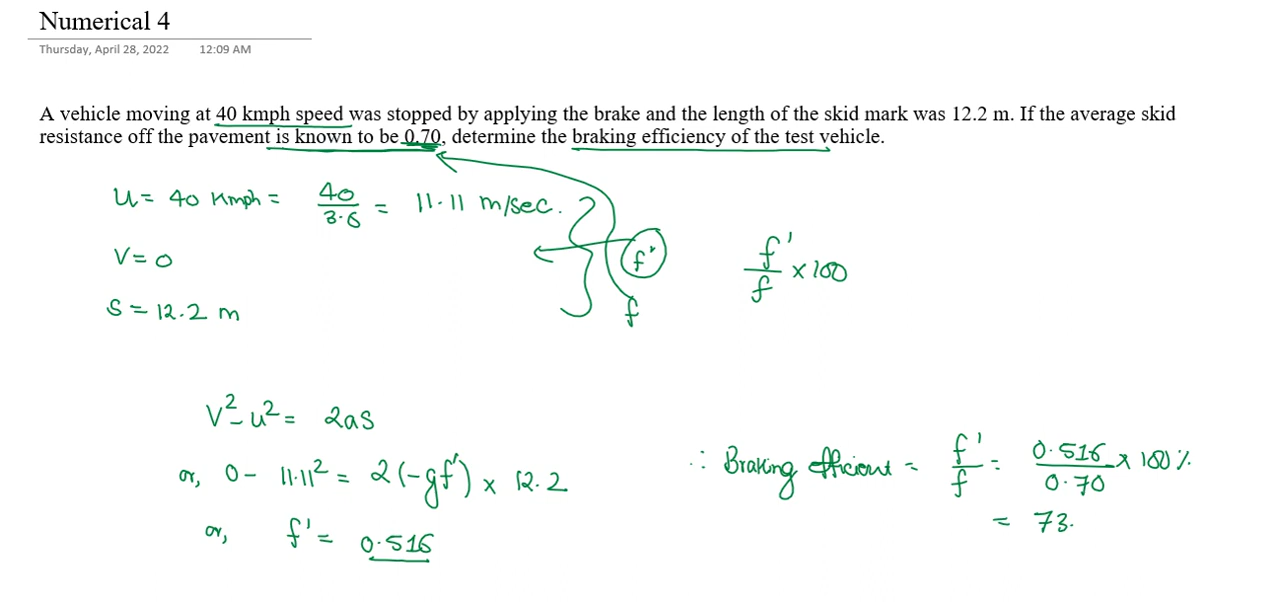 Numerical 4
Thursday, April 28, 2022 12:09 AM
A vehicle moving at 40 kmph speed was stopped by applying the brake and the length of the skid mark was 12.2 m. If the average skid
resistance off the pavement is known to be 0.70, determine the braking efficiency of the test vehicle.
u = 40 Kmph = 40/3.6 = 11.11 m/sec.
V = 0
f'
f
f'/f × 100
S = 12.2 m
V² - u² = 2as
or, 0 - 11.11² = 2(-gf') × 12.2
or, f' = 0.516
∴ Braking efficient = f'/f = 0.516/0.70 × 100%
= 73.